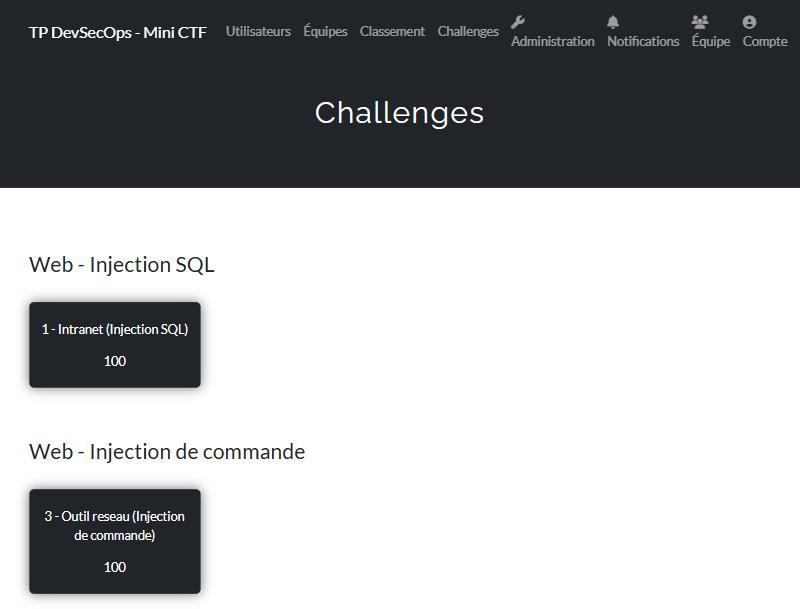 TP DevSecOps - Mini CTF
Utilisateurs
Équipes
Classement
Challenges
Administration
Notifications
Équipe
Compte
Challenges
Web - Injection SQL
1 - Intranet (Injection SQL)
100
Web - Injection de commande
3 - Outil reseau (Injection
de commande)
100